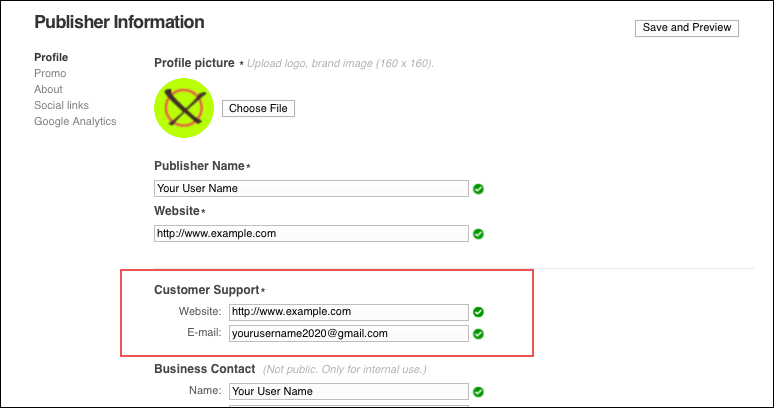 Publisher Information
Save and Preview
Profile
Promo
About
Social links
Google Analytics
Profile picture * Upload logo, brand image (160 x 160).
Choose File
Publisher Name*
Your User Name
Website*
http://www.example.com
Customer Support*
Website: http://www.example.com
E-mail: yourusername2020@gmail.com
Business Contact (Not public. Only for internal use.)
Name: Your User Name